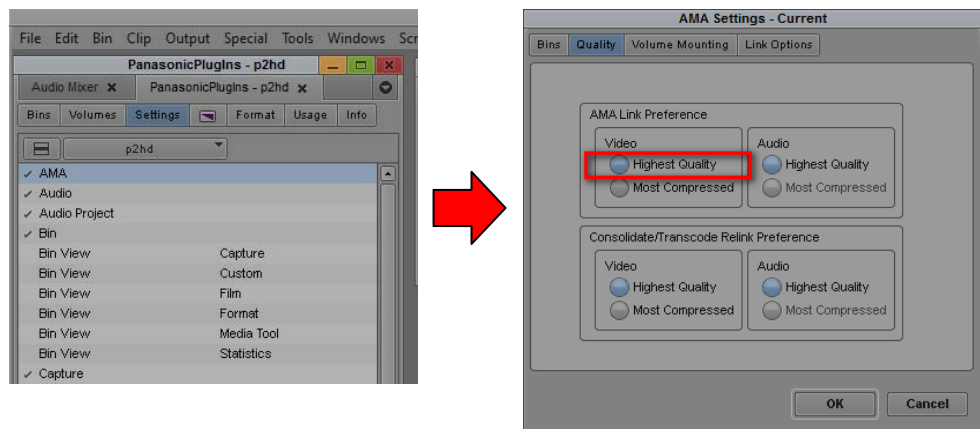 File Edit Bin Clip Output Special Tools Windows Scr
PanasonicPlugIns - p2hd
Audio Mixer x PanasonicPlugIns - p2hd x
Bins Volumes Settings Format Usage Info
p2hd
✓ AMA
✓ Audio
✓ Audio Project
✓ Bin
Bin View Capture
Bin View Custom
Bin View Film
Bin View Format
Bin View Media Tool
Bin View Statistics
✓ Capture
AMA Settings - Current
Bins Quality Volume Mounting Link Options
AMA Link Preference
Video Audio
Highest Quality Highest Quality
Most Compressed Most Compressed
Consolidate/Transcode Relink Preference
Video Audio
Highest Quality Highest Quality
Most Compressed Most Compressed
OK Cancel